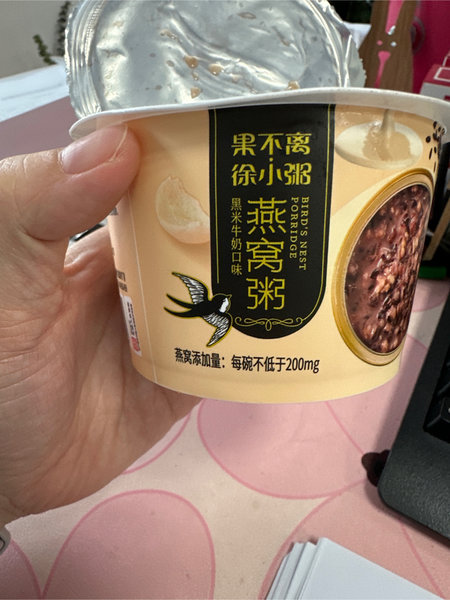 果不离
徐小粥
燕窝粥
BIRD'S NEST
PORRIDGE
黑米牛奶口味
燕窝添加量：每碗不低于200mg